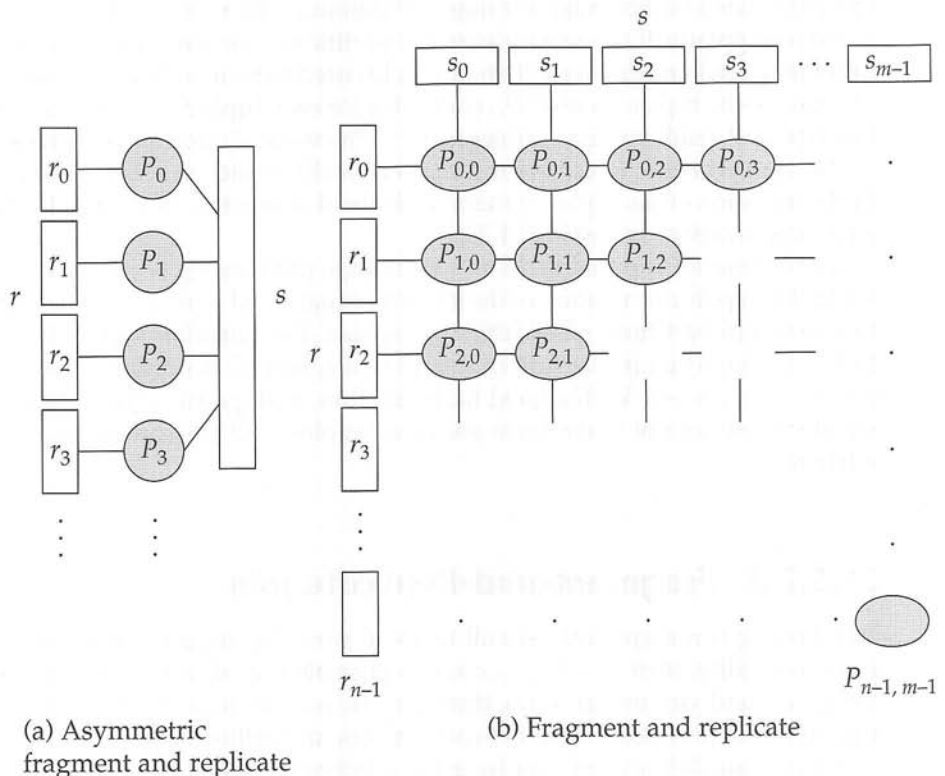 s
s0 s1 s2 s3 ··· sm–1
r0 P0
r1 P1
r2 P2
r3 P3
r
s
r0 P0,0 P0,1 P0,2 P0,3
r1 P1,0 P1,1 P1,2
r2 P2,0 P2,1
r3
r
rn–1
Pn–1, m–1
(a) Asymmetric
fragment and replicate
(b) Fragment and replicate